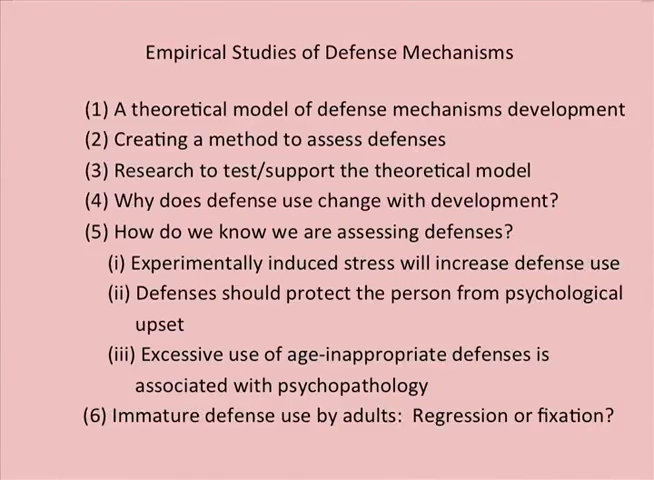 Empirical Studies of Defense Mechanisms
(1) A theoretical model of defense mechanisms development
(2) Creating a method to assess defenses
(3) Research to test/support the theoretical model
(4) Why does defense use change with development?
(5) How do we know we are assessing defenses?
(i) Experimentally induced stress will increase defense use
(ii) Defenses should protect the person from psychological
upset
(iii) Excessive use of age-inappropriate defenses is
associated with psychopathology
(6) Immature defense use by adults: Regression or fixation?